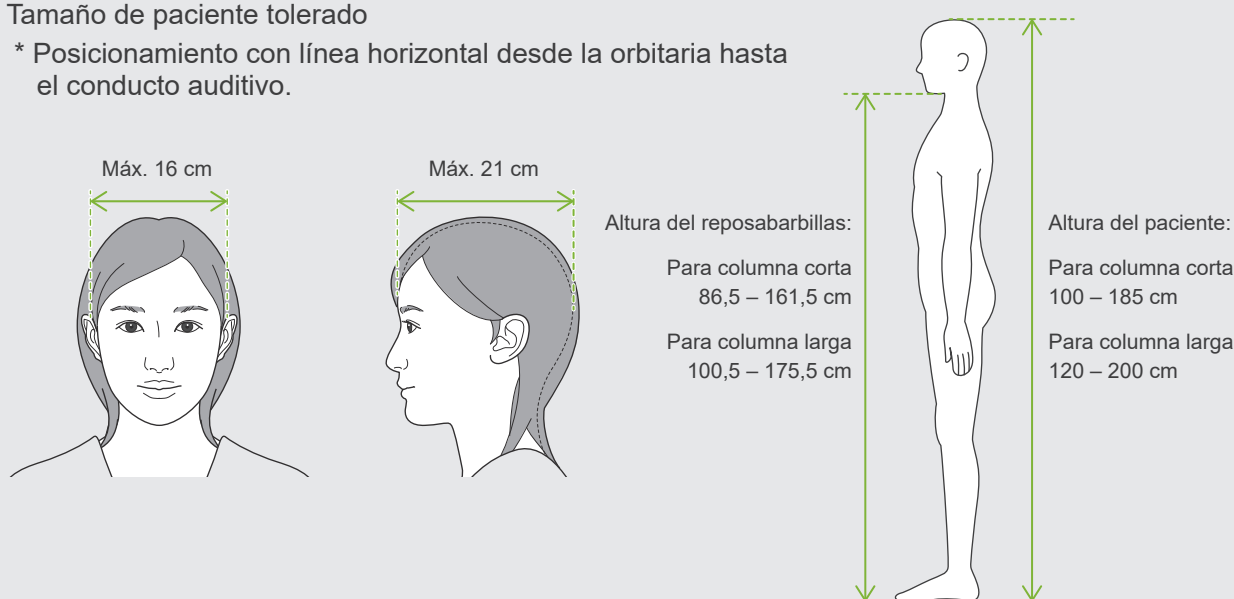 Tamaño de paciente tolerado
* Posicionamiento con línea horizontal desde la orbitaria hasta
el conducto auditivo.
Máx. 16 cm
Máx. 21 cm
Altura del reposabarbillas:
Para columna corta
86,5 – 161,5 cm
Para columna larga
100,5 – 175,5 cm
Altura del paciente:
Para columna corta
100 – 185 cm
Para columna larga
120 – 200 cm